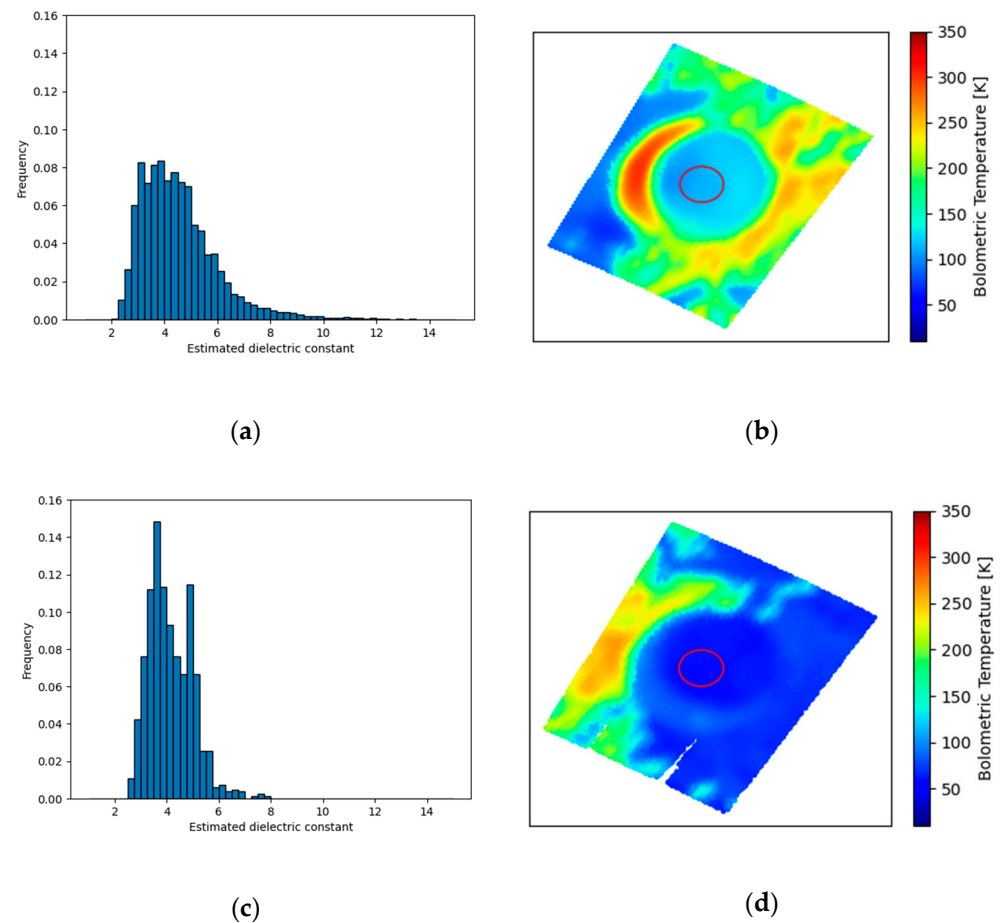 0.16
0.14
0.12
0.10
0.08
0.06
0.04
0.02
0.00
Frequency
2 4 6 8 10 12 14
Estimated dielectric constant
350
300
250
200
150
100
50
Bolometric Temperature [K]
(a)
(b)
0.16
0.14
0.12
0.10
0.08
0.06
0.04
0.02
0.00
Frequency
2 4 6 8 10 12 14
Estimated dielectric constant
350
300
250
200
150
100
50
Bolometric Temperature [K]
(c)
(d)